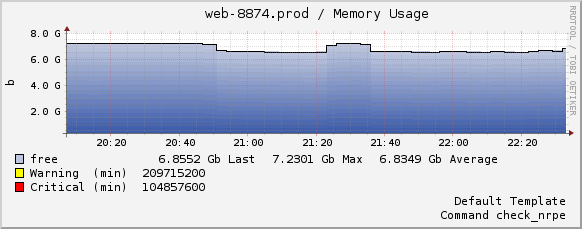 web-8874.prod / Memory Usage
8.0 G
6.0 G
4.0 G
2.0 G
b
20:20 20:40 21:00 21:20 21:40 22:00 22:20
free 6.8552 Gb Last 7.2301 Gb Max 6.8349 Gb Average
Warning (min) 209715200
Critical (min) 104857600
Default Template
Command check_nrpe
RRDTOOL / TOBI OETIKER